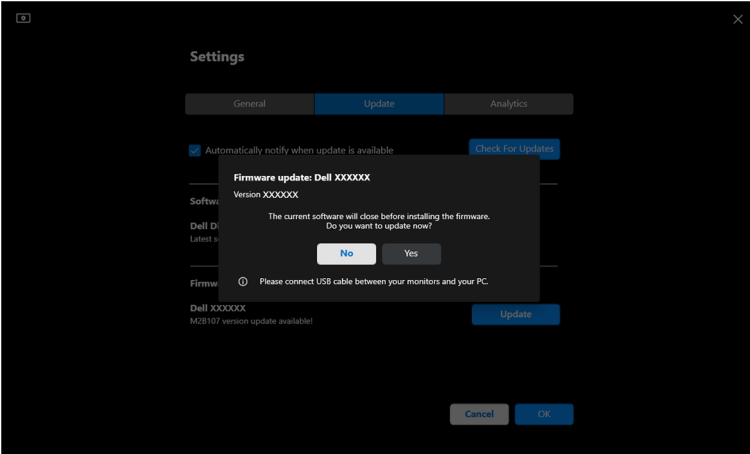 Settings
General
Update
Analytics
Automatically notify when update is available
Check For Updates
Firmware update: Dell XXXXXX
Version XXXXXX
The current software will close before installing the firmware.
Do you want to update now?
No
Yes
Please connect USB cable between your monitors and your PC.
Dell
Latest
Dell XXXXXX
M2B107 version update available!
Update
Cancel
OK